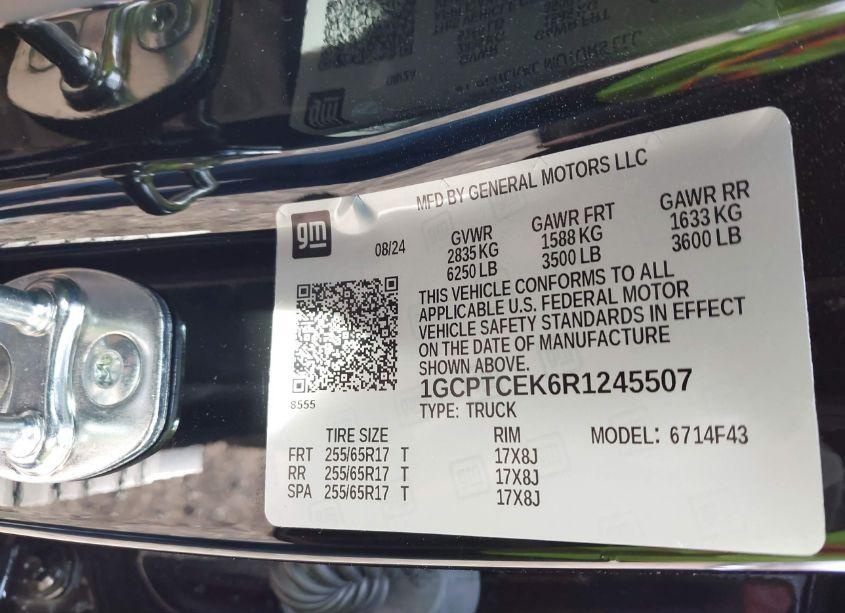 gm
MFD BY GENERAL MOTORS LLC
08/24
GVWR GAWR FRT GAWR RR
2835 KG 1588 KG 1633 KG
6250 LB 3500 LB 3600 LB
THIS VEHICLE CONFORMS TO ALL
APPLICABLE U.S. FEDERAL MOTOR
VEHICLE SAFETY STANDARDS IN EFFECT
ON THE DATE OF MANUFACTURE
SHOWN ABOVE.
8555
1GCPTCEK6R1245507
TYPE: TRUCK
TIRE SIZE RIM MODEL: 6714F43
FRT 255/65R17 T 17X8J
RR 255/65R17 T 17X8J
SPA 255/65R17 T 17X8J